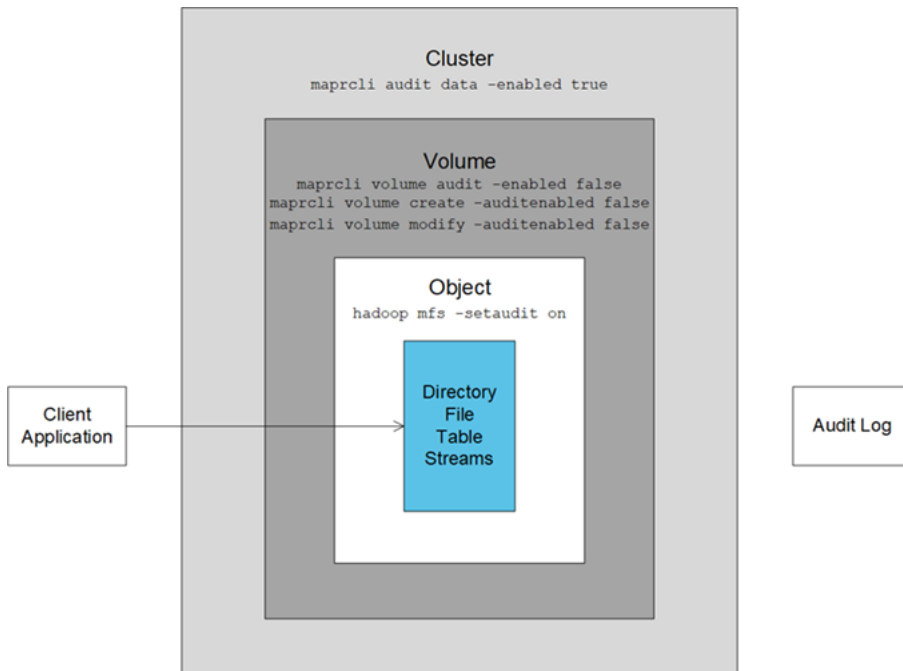 Cluster
maprcli audit data -enabled true
Volume
maprcli volume audit -enabled false
maprcli volume create -auditenabled false
maprcli volume modify -auditenabled false
Object
hadoop mfs -setaudit on
Directory
File
Table
Streams
Client
Application
Audit Log